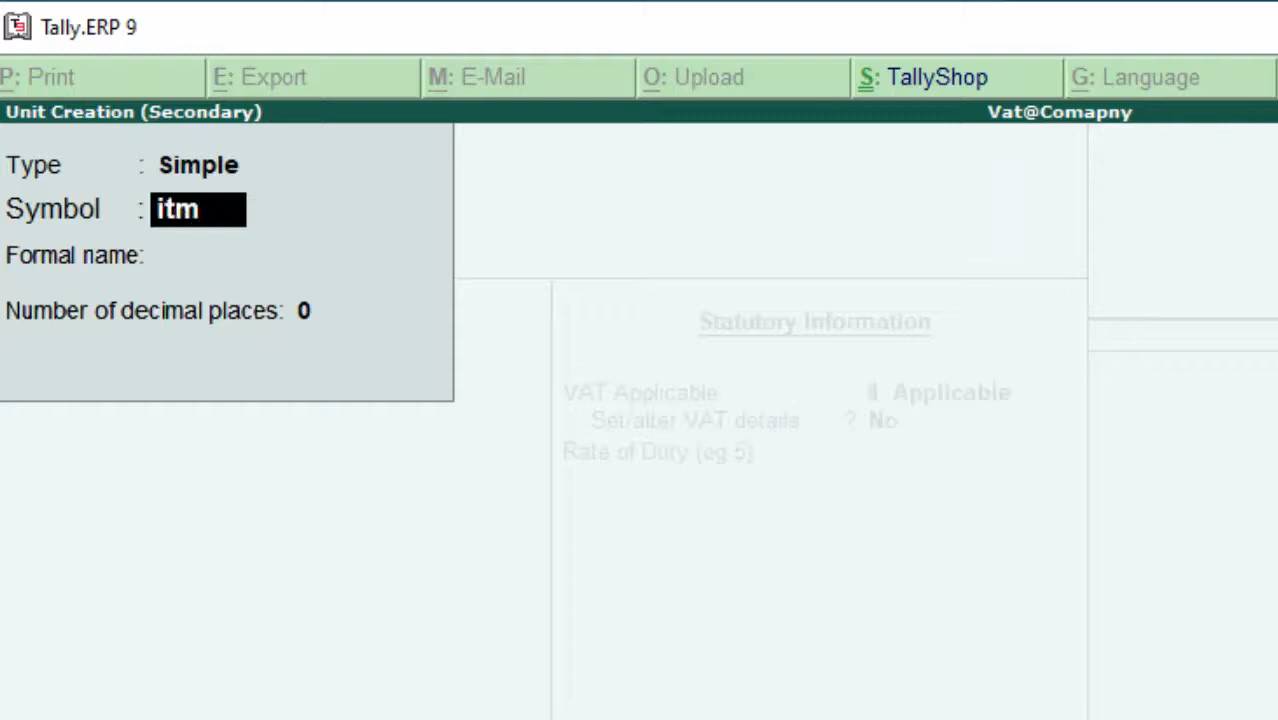 Tally.ERP 9
P: Print E: Export M: E-Mail O: Upload S: TallyShop G: Language
Unit Creation (Secondary) Vat@Comapny
Type : Simple
Symbol : itm
Formal name:
Number of decimal places: 0
Statutory Information
VAT Applicable Applicable
Set/alter VAT details ? No
Rate of Duty (eg 5)